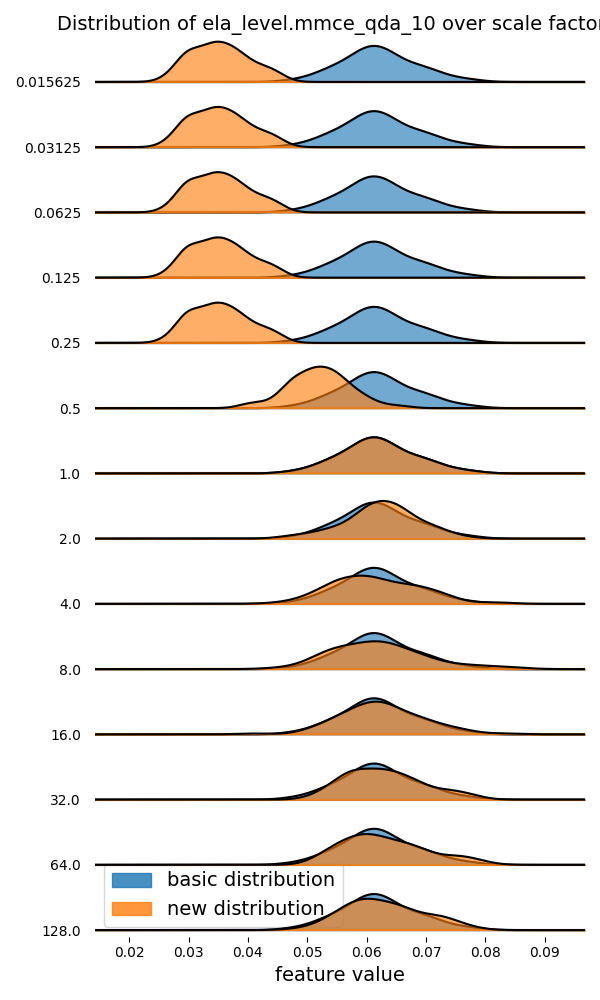 Distribution of ela_level.mmce_qda_10 over scale factor
0.015625
0.03125
0.0625
0.125
0.25
0.5
1.0
2.0
4.0
8.0
16.0
32.0
64.0
basic distribution
new distribution
128.0
0.02 0.03 0.04 0.05 0.06 0.07 0.08 0.09
feature value